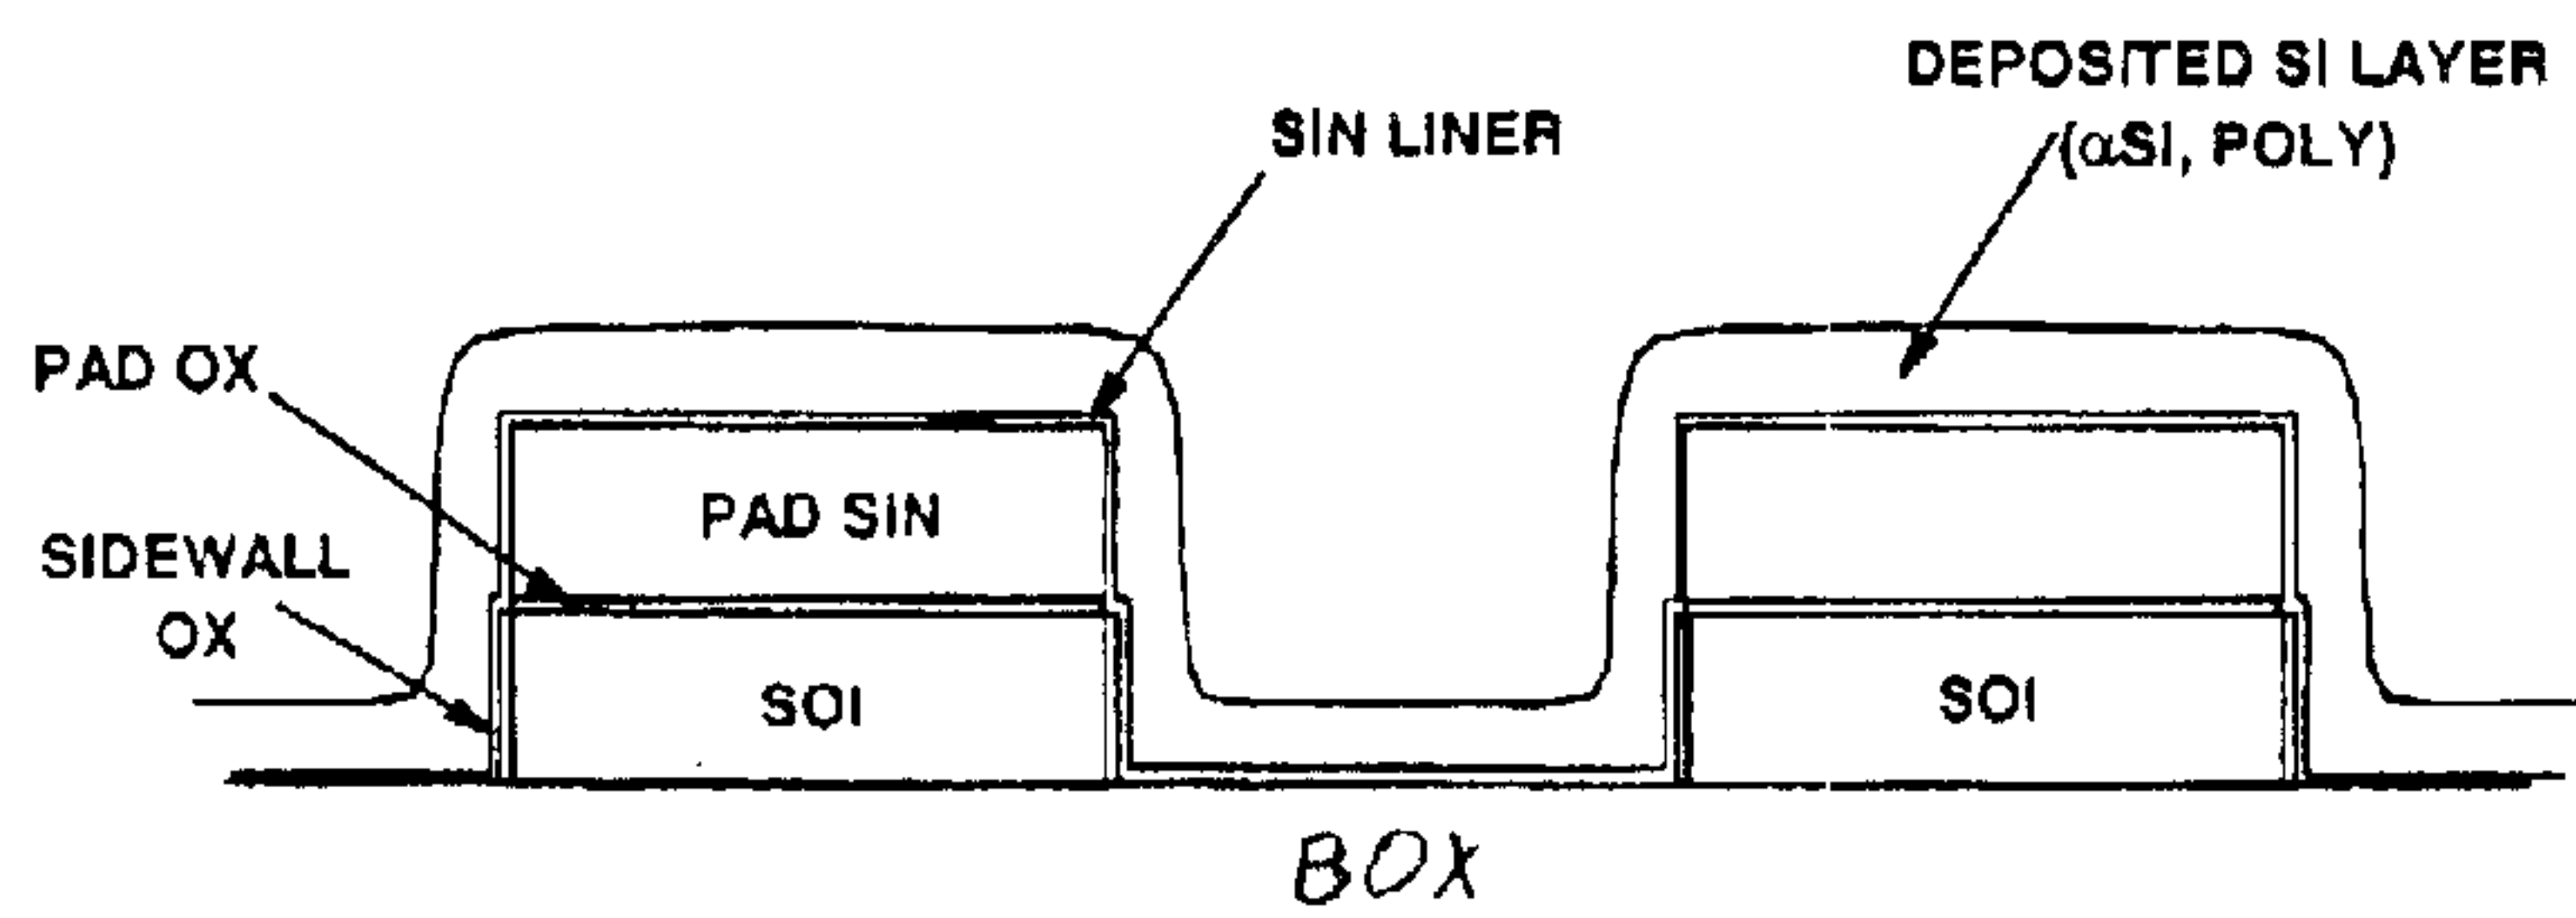 DEPOSITED SI LAYER
(αSI, POLY)
SIN LINER
PAD OX
PAD SIN
SIDEWALL
OX
SOI
SOI
BOX